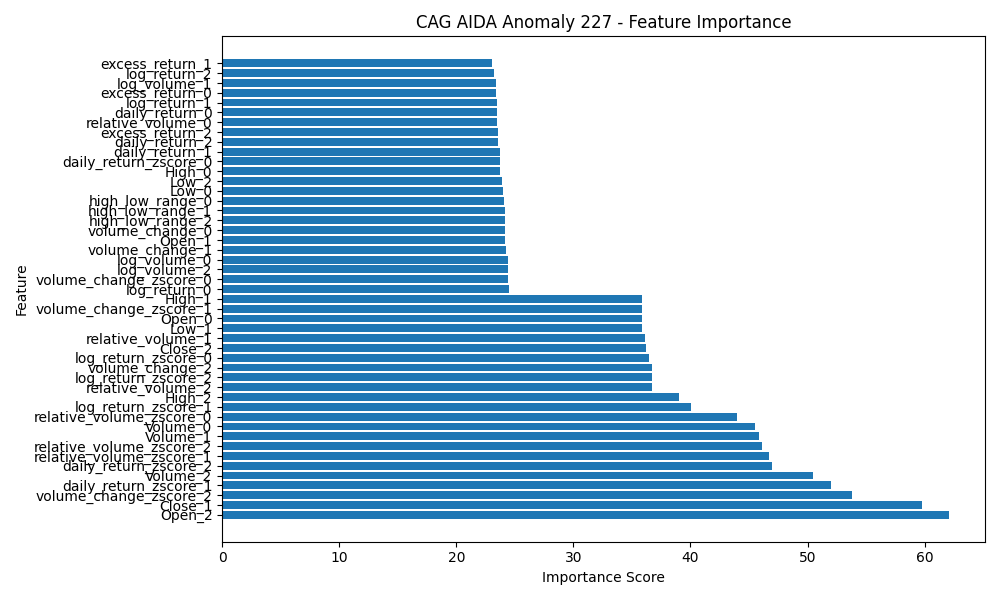 CAG AIDA Anomaly 227 - Feature Importance
excess_return_1
log_return_2
log_volume_1
excess_return_0
log_return_1
daily_return_0
relative_volume_0
excess_return_2
daily_return_2
daily_return_1
daily_return_zscore_0
High_0
Low_2
Low_0
high_low_range_0
high_low_range_1
high_low_range_2
volume_change_0
Open_1
volume_change_1
log_volume_0
log_volume_2
volume_change_zscore_0
log_return_0
High_1
volume_change_zscore_1
Open_0
Low_1
relative_volume_1
Close_2
log_return_zscore_0
volume_change_2
log_return_zscore_2
relative_volume_2
High_2
log_return_zscore_1
relative_volume_zscore_0
Volume_0
Volume_1
relative_volume_zscore_2
relative_volume_zscore_1
daily_return_zscore_2
Volume_2
daily_return_zscore_1
volume_change_zscore_2
Close_1
Open_2
Feature
0 10 20 30 40 50 60
Importance Score